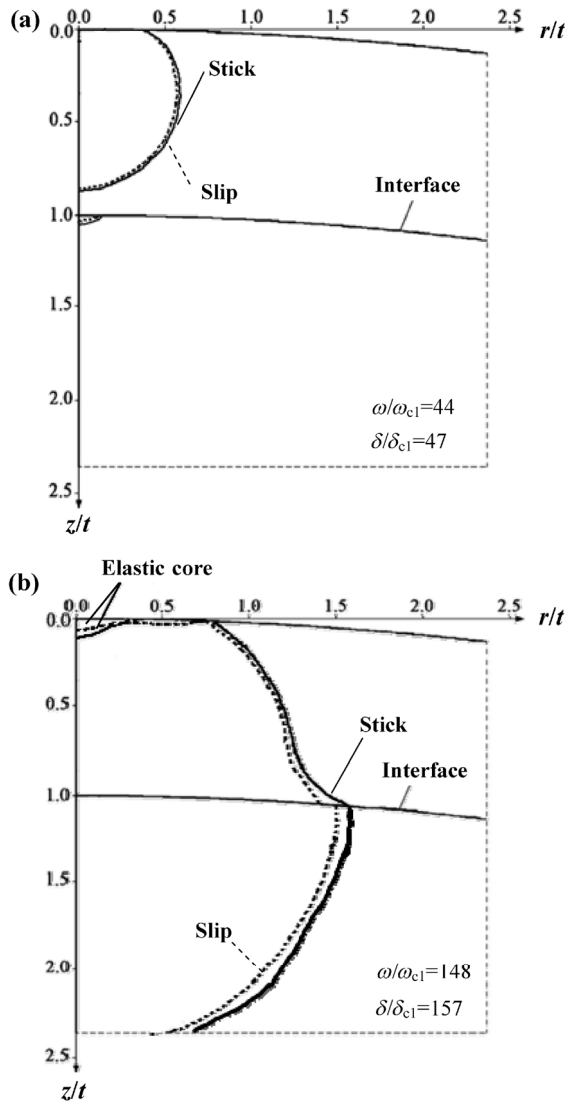 (a)
0.0 0.5 1.0 1.5 2.0 2.5 r/t
0.0
Stick
0.5
Slip
Interface
1.0
1.5
2.0
ω/ωc1=44
δ/δc1=47
2.5
z/t
(b)
Elastic core
0.0 0.5 1.0 1.5 2.0 2.5
0.0
r/t
0.5
Stick
Interface
1.0
1.5
Slip
2.0
ω/ωc1=148
δ/δc1=157
2.5
z/t